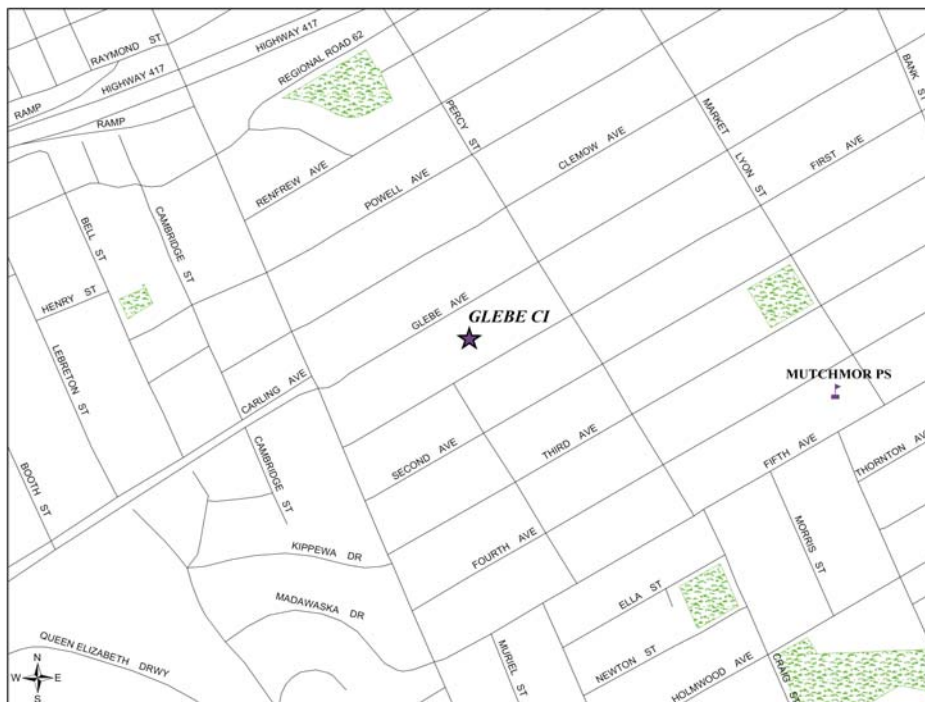 RAYMOND ST
HIGHWAY 417
HIGHWAY 417
REGIONAL ROAD 62
RAMP
RAMP
BANK ST
PERCY ST
MARKET
LYON ST
CLEMOW AVE
FIRST AVE
RENFREW AVE
POWELL AVE
BELL ST
CAMBRIDGE ST
HENRY ST
GLEBE AVE
GLEBE CI
LEBRETON ST
CARLING AVE
MUTCHMOR PS
BOOTH ST
CAMBRIDGE ST
SECOND AVE
THIRD AVE
FIFTH AVE
THORNTON AVE
MORRIS ST
KIPPEWA DR
FOURTH AVE
MADAWASKA DR
ELLA ST
QUEEN ELIZABETH DRWY
MURIEL ST
NEWTON ST
HOLMWOOD AVE
CRAIG ST
N
W E
S